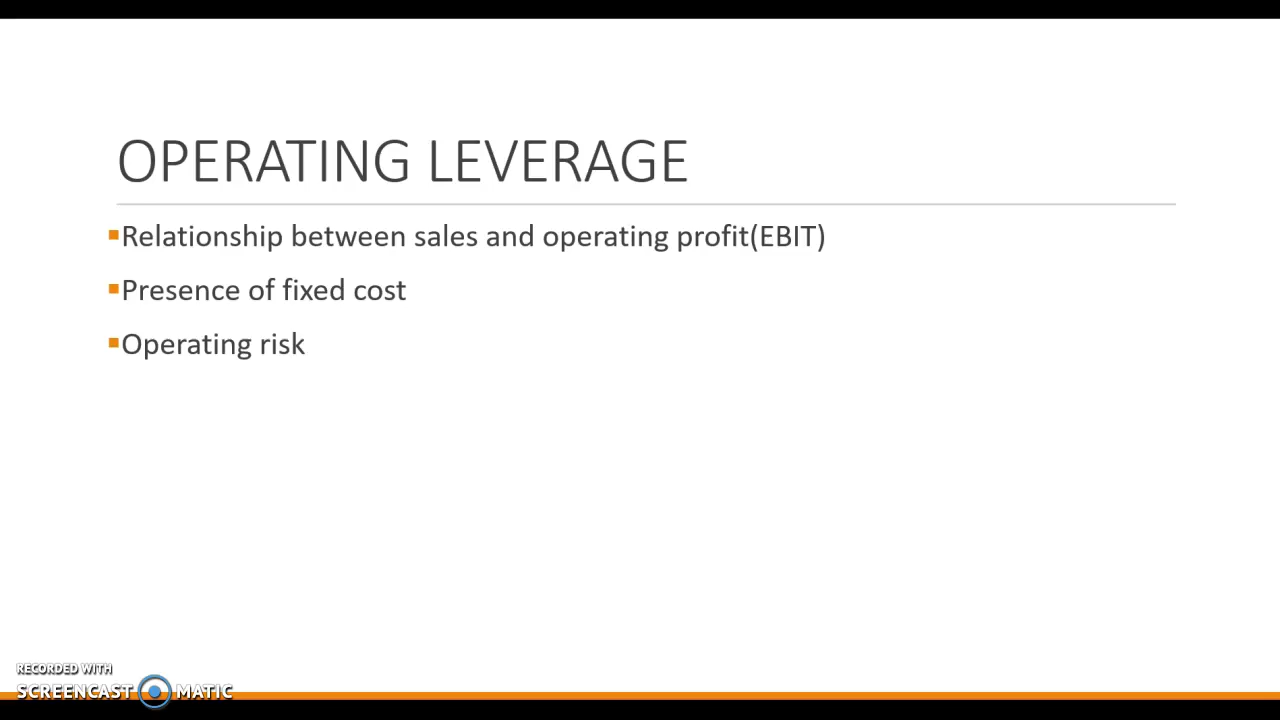 OPERATING LEVERAGE
▪Relationship between sales and operating profit(EBIT)
▪Presence of fixed cost
▪Operating risk
RECORDED WITH
SCREENCAST MATIC